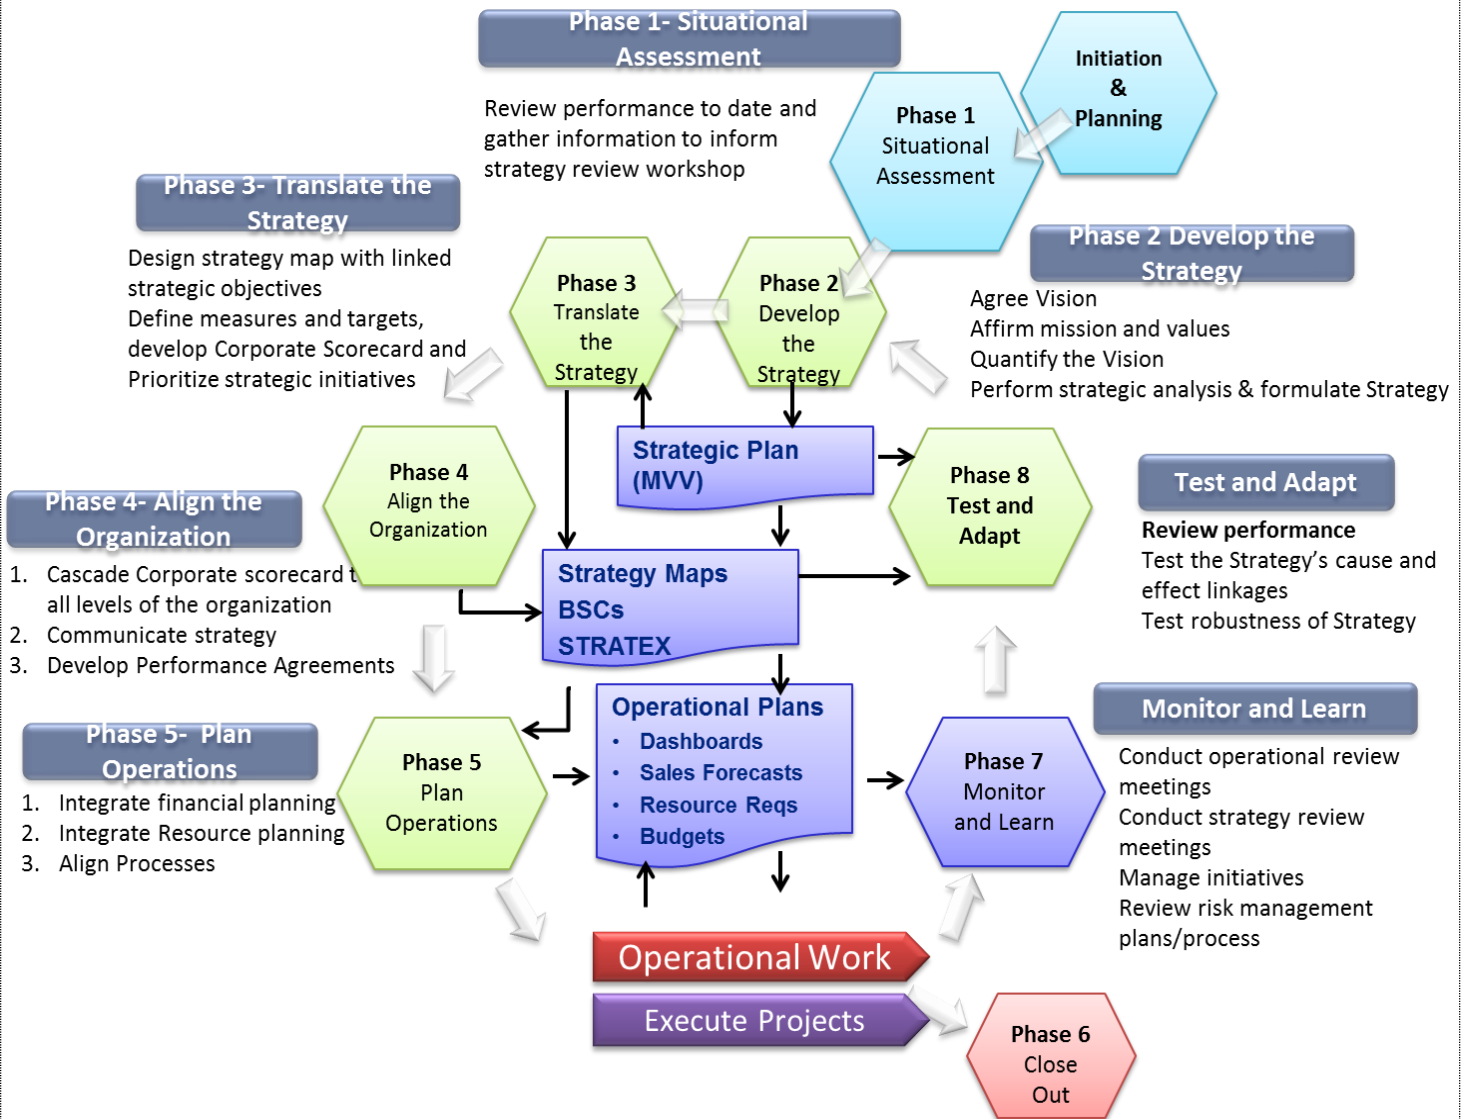 Phase 1- Situational
Assessment
Review performance to date and
gather information to inform
strategy review workshop
Initiation
&
Planning
Phase 1
Situational
Assessment
Phase 3- Translate the
Strategy
Design strategy map with linked
strategic objectives
Define measures and targets,
develop Corporate Scorecard and
Prioritize strategic initiatives
Phase 3
Translate
the
Strategy
Phase 2
Develop
the
Strategy
Phase 2 Develop the
Strategy
Agree Vision
Affirm mission and values
Quantify the Vision
Perform strategic analysis & formulate Strategy
Phase 4- Align the
Organization
1. Cascade Corporate scorecard t
all levels of the organization
2. Communicate strategy
3. Develop Performance Agreements
Phase 4
Align the
Organization
Strategic Plan
(MVV)
Phase 8
Test and
Adapt
Test and Adapt
Review performance
Test the Strategy’s cause and
effect linkages
Test robustness of Strategy
Strategy Maps
BSCs
STRATEX
Phase 5- Plan
Operations
1. Integrate financial planning
2. Integrate Resource planning
3. Align Processes
Phase 5
Plan
Operations
Operational Plans
• Dashboards
• Sales Forecasts
• Resource Reqs
• Budgets
Phase 7
Monitor
and Learn
Monitor and Learn
Conduct operational review
meetings
Conduct strategy review
meetings
Manage initiatives
Review risk management
plans/process
Operational Work
Execute Projects
Phase 6
Close
Out